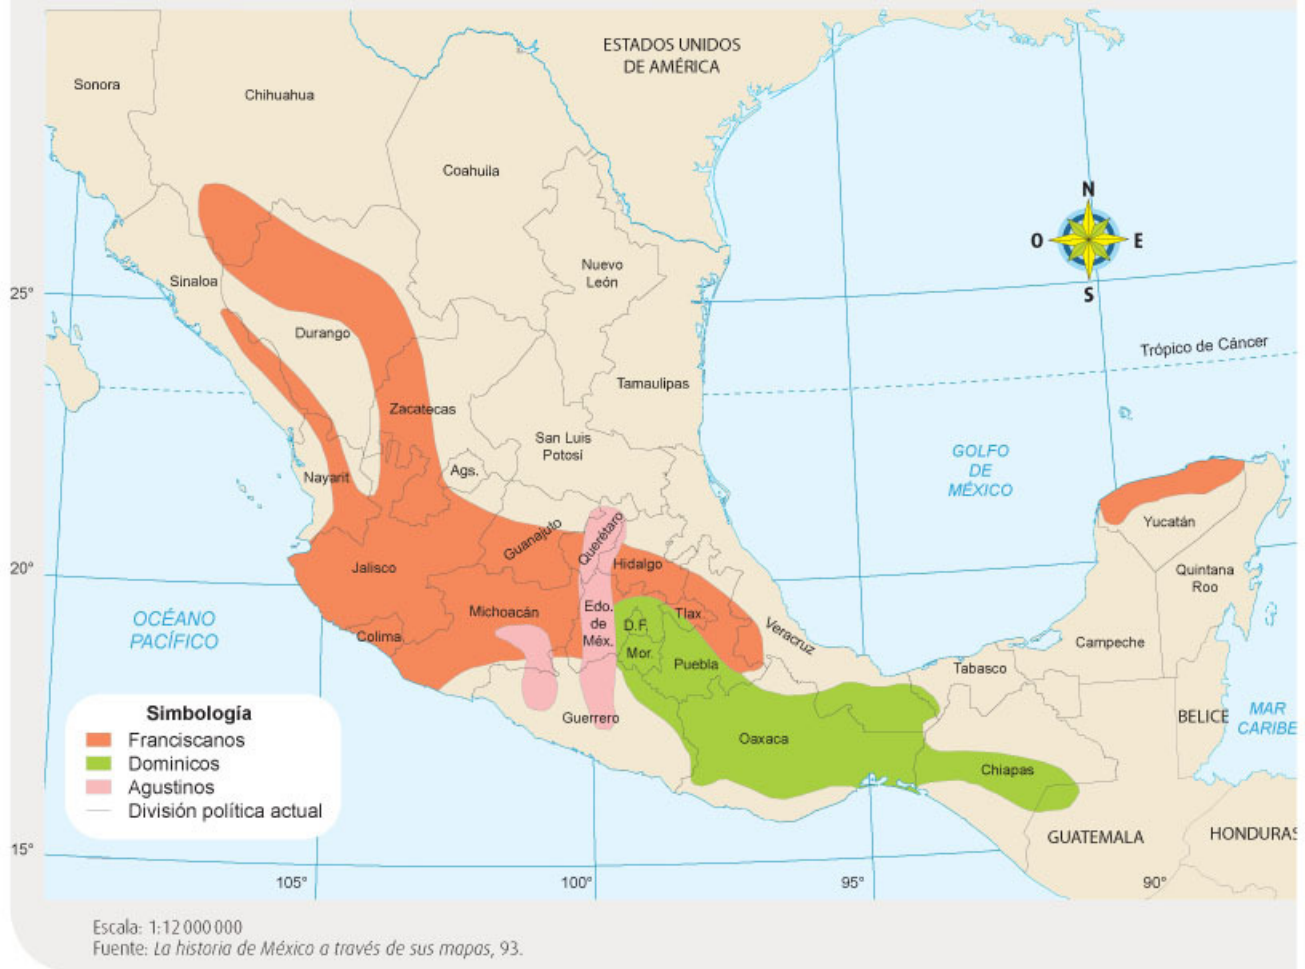 ESTADOS UNIDOS
DE AMÉRICA
Sonora
Chihuahua
Coahuila
N
O
E
S
Nuevo
León
Sinaloa
25°
Durango
Trópico de Cáncer
Tamaulipas
Zacatecas
San Luis
Potosí
GOLFO
DE
MÉXICO
Ags.
Nayarit
Yucatán
Guanajuto
Querétaro
Hidalgo
20°
Jalisco
Quintana
Roo
Michoacán
Edo.
de
Méx.
D.F.
Tlax.
OCÉANO
PACÍFICO
Colima
Veracruz
Campeche
Mor.
Puebla
Tabasco
Guerrero
BELICE
MAR
CARIBE
Oaxaca
Chiapas
Simbología
Franciscanos
Dominicos
Agustinos
División política actual
GUATEMALA
HONDURAS
15°
105°
100°
95°
90°
Escala: 1:12 000 000
Fuente: La historia de México a través de sus mapas, 93.